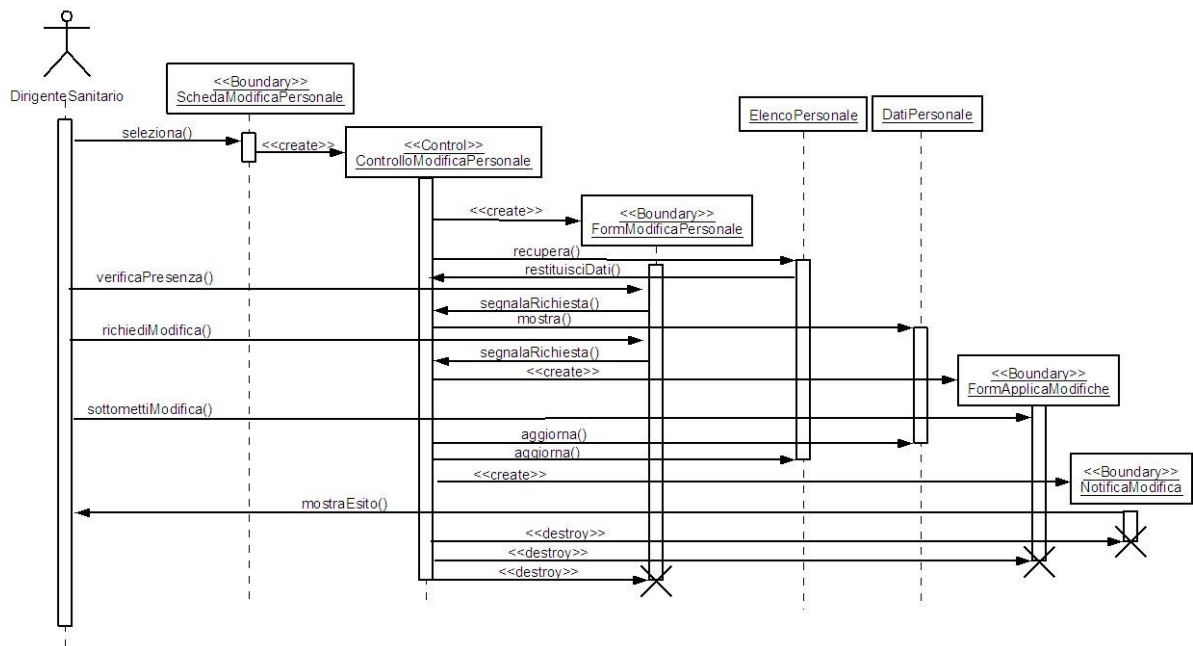 DirigenteSanitario
<<Boundary>>
SchedaModificaPersonale
ElencoPersonale
DatiPersonale
seleziona()
<<create>>
<<Control>>
ControlloModificaPersonale
<<create>>
<<Boundary>>
FormModificaPersonale
recupera()
restituisciDati()
verificaPresenza()
segnalaRichiesta()
mostra()
richiediModifica()
segnalaRichiesta()
<<create>>
<<Boundary>>
FormApplicaModifiche
sottomettiModifica()
aggiorna()
aggiorna()
<<create>>
<<Boundary>>
NotificaModifica
mostraEsito()
<<destroy>>
<<destroy>>
<<destroy>>